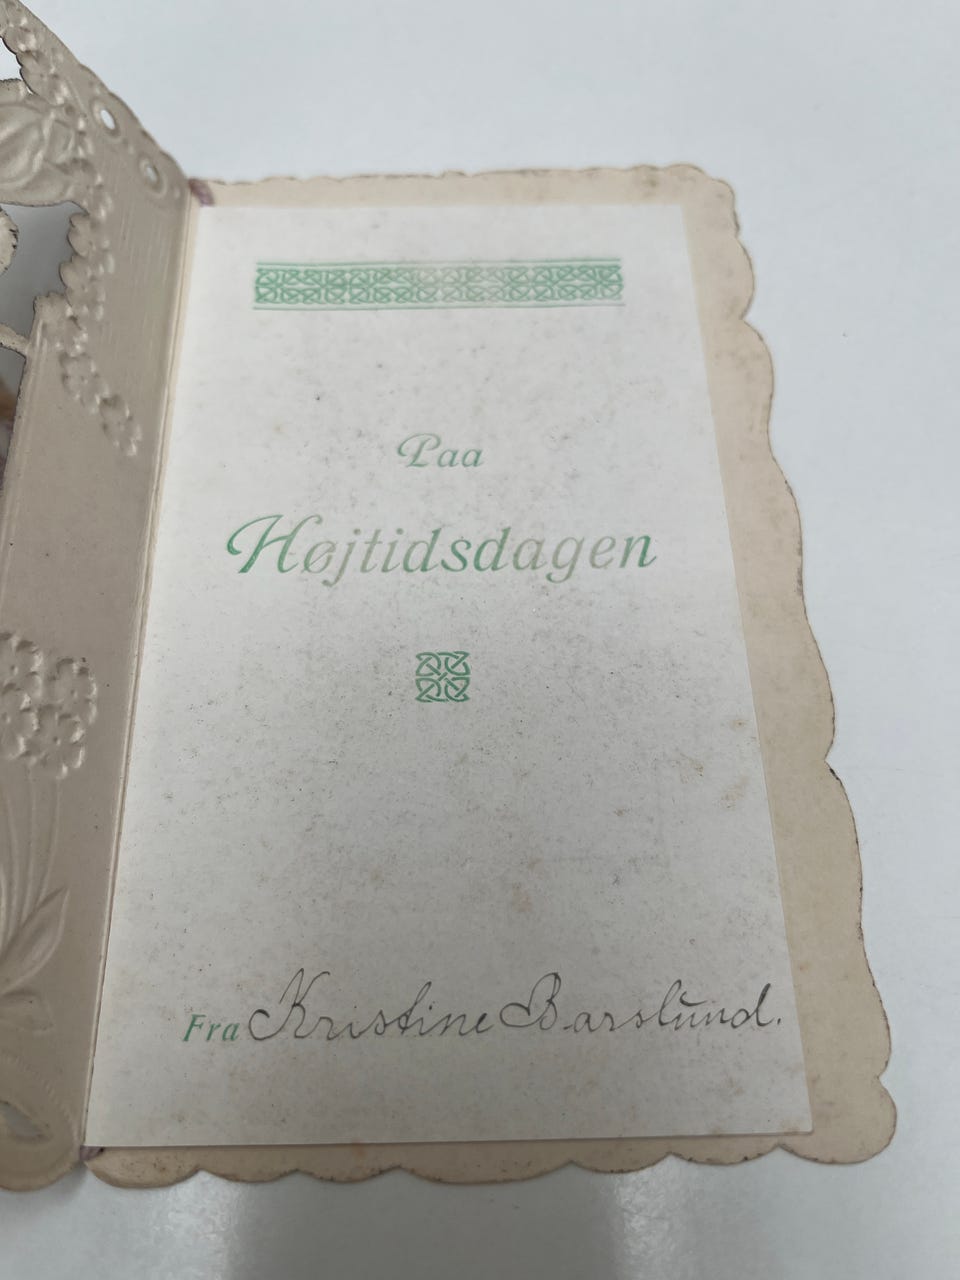 Paa
Højtidsdagen
Fra Kristine Barslund.